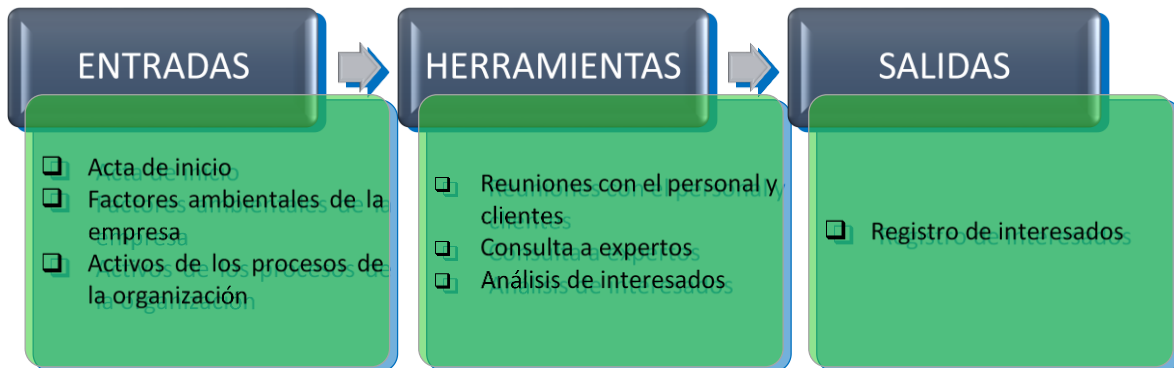 ENTRADAS
Acta de inicio
Factores ambientales de la
empresa
Activos de los procesos de
la organización
HERRAMIENTAS
Reuniones con el personal y
clientes
Consulta a expertos
Análisis de interesados
SALIDAS
Registro de interesados